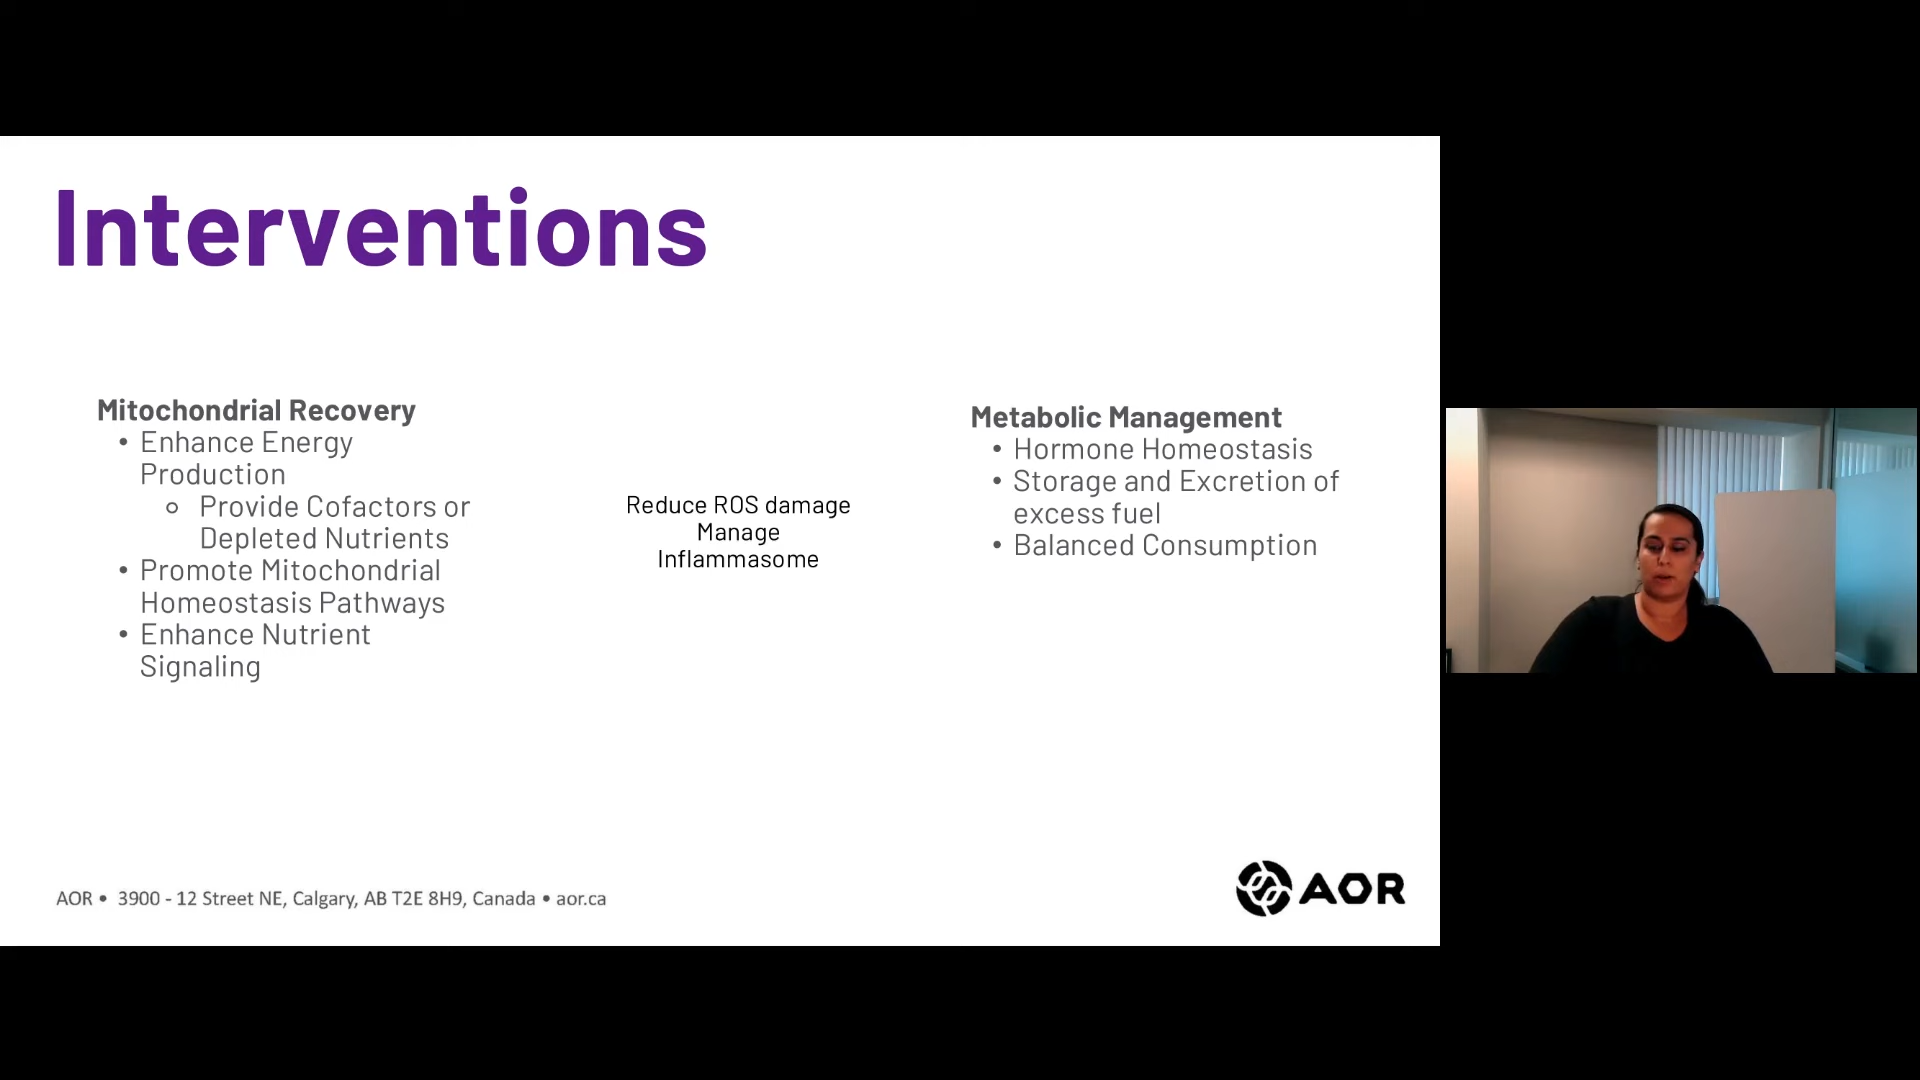 Interventions
Mitochondrial Recovery
• Enhance Energy
Production
○ Provide Cofactors or
Depleted Nutrients
• Promote Mitochondrial
Homeostasis Pathways
• Enhance Nutrient
Signaling
Reduce ROS damage
Manage
Inflammasome
Metabolic Management
• Hormone Homeostasis
• Storage and Excretion of
excess fuel
• Balanced Consumption
AOR • 3900 - 12 Street NE, Calgary, AB T2E 8H9, Canada • aor.ca
AOR